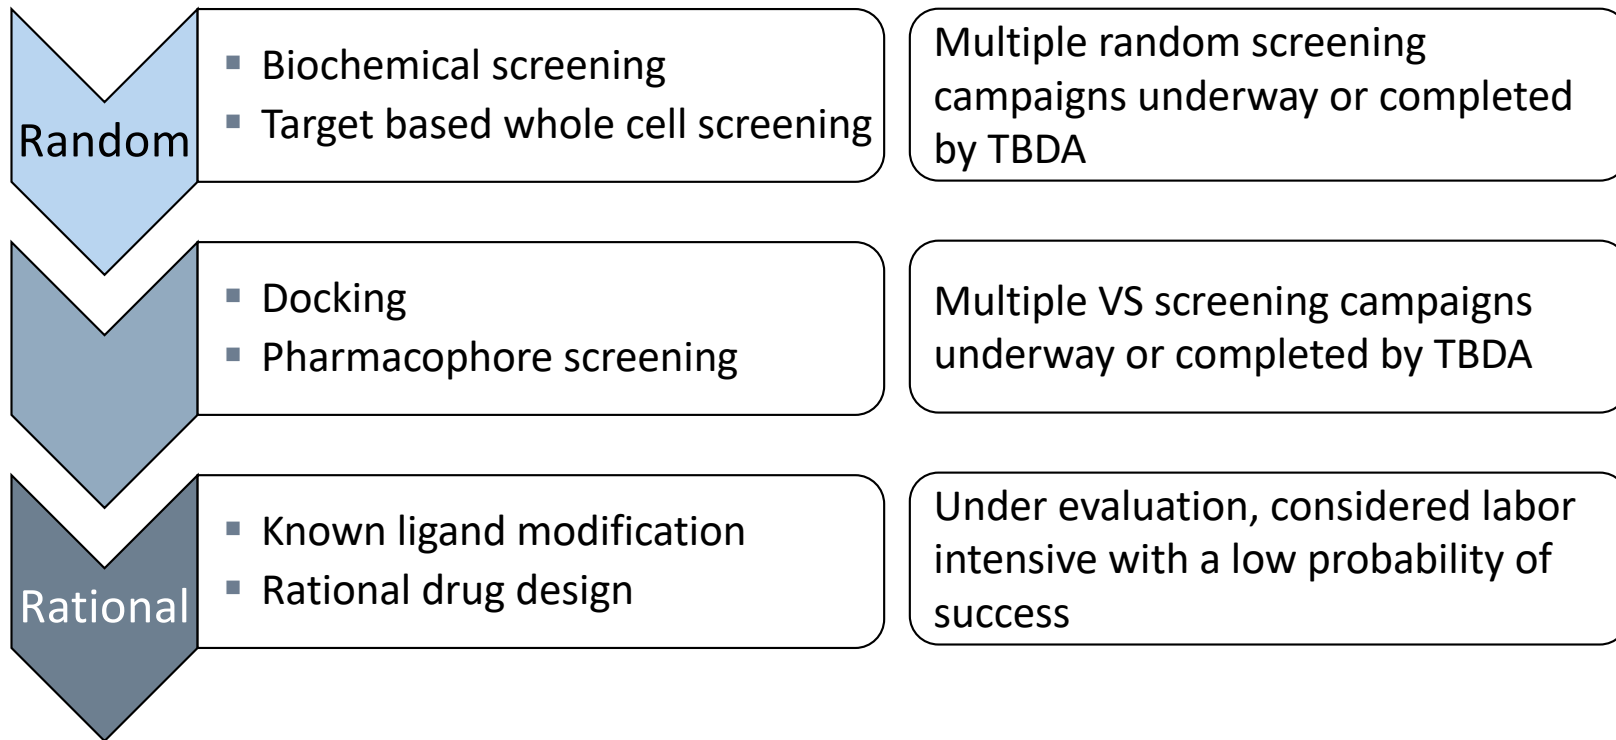 Random
▪ Biochemical screening
▪ Target based whole cell screening
Multiple random screening
campaigns underway or completed
by TBDA
▪ Docking
▪ Pharmacophore screening
Multiple VS screening campaigns
underway or completed by TBDA
Rational
▪ Known ligand modification
▪ Rational drug design
Under evaluation, considered labor
intensive with a low probability of
success